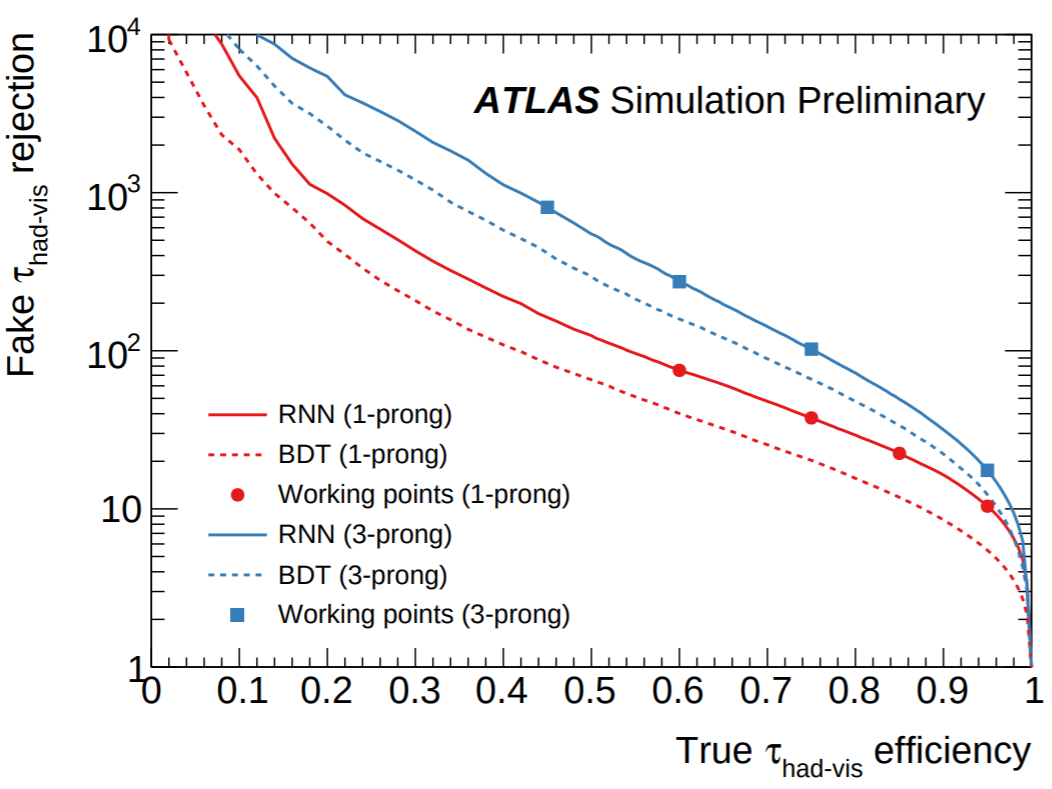 Fake τhad-vis rejection
10⁴
10³
10²
10
1
ATLAS Simulation Preliminary
RNN (1-prong)
BDT (1-prong)
Working points (1-prong)
RNN (3-prong)
BDT (3-prong)
Working points (3-prong)
0 0.1 0.2 0.3 0.4 0.5 0.6 0.7 0.8 0.9 1
True τhad-vis efficiency